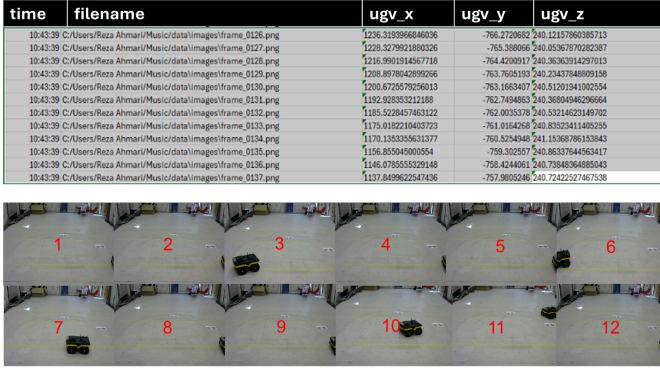 time filename ugv_x ugv_y ugv_z
10:43:39 C:/Users/Reza Ahmari/Music/data\images\frame_0126.png 1236.3193966846036 -766.2720682 240.12157860385713
10:43:39 C:/Users/Reza Ahmari/Music/data\images\frame_0127.png 1228.3279921880326 -765.388066 240.05367870282387
10:43:39 C:/Users/Reza Ahmari/Music/data\images\frame_0128.png 1216.9901914567718 -764.4200917 240.36363914297013
10:43:39 C:/Users/Reza Ahmari/Music/data\images\frame_0129.png 1208.8978042899266 -763.7605193 240.23437848809158
10:43:39 C:/Users/Reza Ahmari/Music/data\images\frame_0130.png 1200.6725579256013 -763.1663407 240.51201941002554
10:43:39 C:/Users/Reza Ahmari/Music/data\images\frame_0131.png 1192.928353212188 -762.7494863 240.36804946296664
10:43:39 C:/Users/Reza Ahmari/Music/data\images\frame_0132.png 1185.5228457463122 -762.0035378 240.53214623149702
10:43:39 C:/Users/Reza Ahmari/Music/data\images\frame_0133.png 1175.0182210403723 -761.0164268 240.83523411405255
10:43:39 C:/Users/Reza Ahmari/Music/data\images\frame_0134.png 1170.1353355631377 -760.5254948 241.15368786153843
10:43:39 C:/Users/Reza Ahmari/Music/data\images\frame_0135.png 1156.855045000554 -759.302557 240.86337644563417
10:43:39 C:/Users/Reza Ahmari/Music/data\images\frame_0136.png 1146.0785555329148 -758.4244061 240.73848364885043
10:43:39 C:/Users/Reza Ahmari/Music/data\images\frame_0137.png 1137.8499622547436 -757.9805246 240.72422527467538
1 2 3 4 5 6
7 8 9 10 11 12